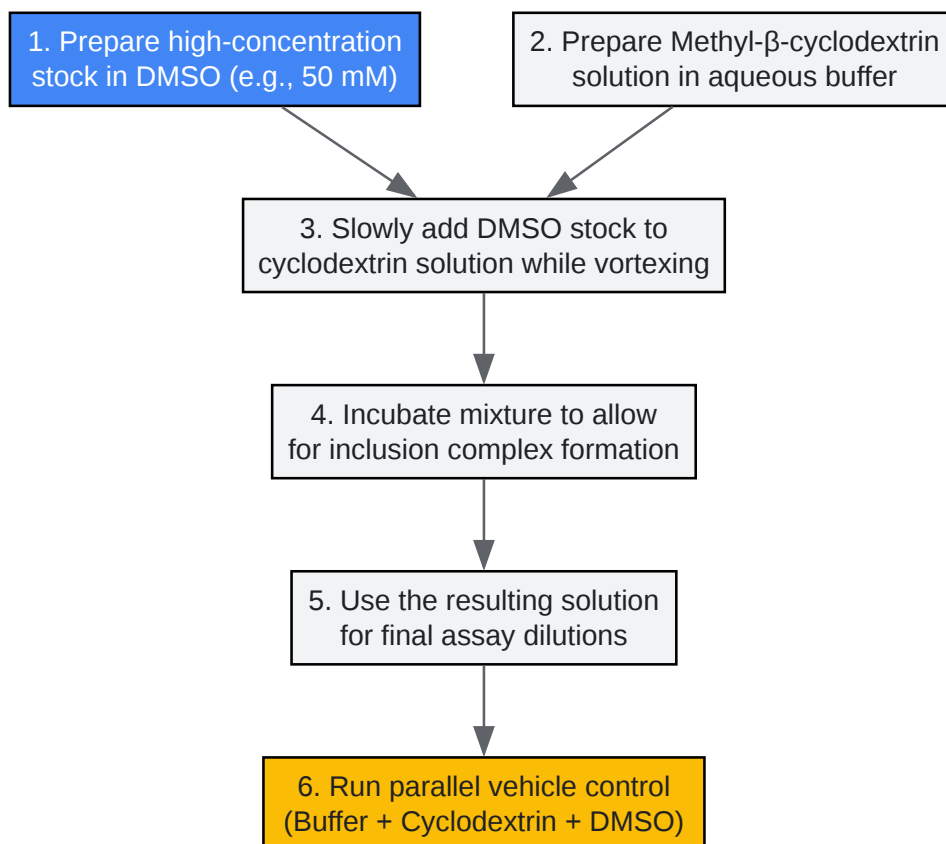 1. Prepare high-concentration
stock in DMSO (e.g., 50 mM)
2. Prepare Methyl-β-cyclodextrin
solution in aqueous buffer
3. Slowly add DMSO stock to
cyclodextrin solution while vortexing
4. Incubate mixture to allow
for inclusion complex formation
5. Use the resulting solution
for final assay dilutions
6. Run parallel vehicle control
(Buffer + Cyclodextrin + DMSO)